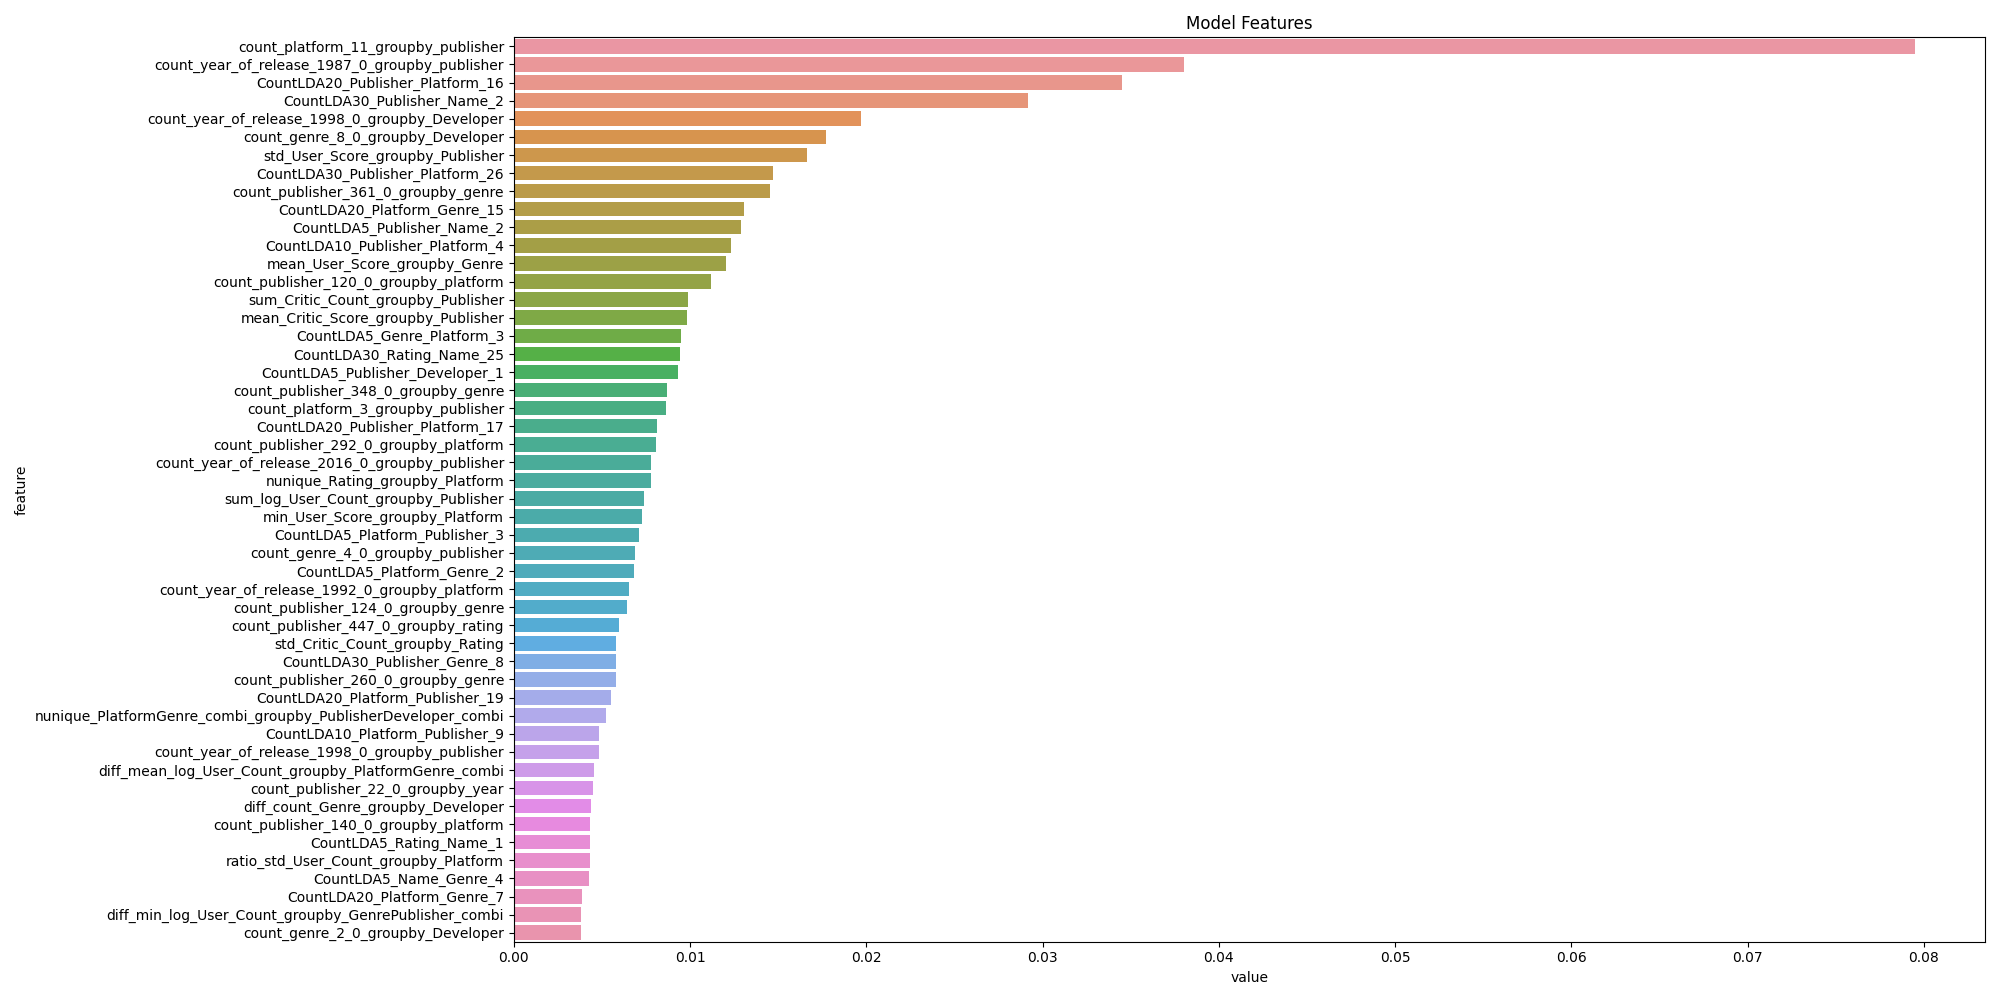 Model Features
count_platform_11_groupby_publisher
count_year_of_release_1987_0_groupby_publisher
CountLDA20_Publisher_Platform_16
CountLDA30_Publisher_Name_2
count_year_of_release_1998_0_groupby_Developer
count_genre_8_0_groupby_Developer
std_User_Score_groupby_Publisher
CountLDA30_Publisher_Platform_26
count_publisher_361_0_groupby_genre
CountLDA20_Platform_Genre_15
CountLDA5_Publisher_Name_2
CountLDA10_Publisher_Platform_4
mean_User_Score_groupby_Genre
count_publisher_120_0_groupby_platform
sum_Critic_Count_groupby_Publisher
mean_Critic_Score_groupby_Publisher
CountLDA5_Genre_Platform_3
CountLDA30_Rating_Name_25
CountLDA5_Publisher_Developer_1
count_publisher_348_0_groupby_genre
count_platform_3_groupby_publisher
CountLDA20_Publisher_Platform_17
count_publisher_292_0_groupby_platform
count_year_of_release_2016_0_groupby_publisher
nunique_Rating_groupby_Platform
sum_log_User_Count_groupby_Publisher
min_User_Score_groupby_Platform
CountLDA5_Platform_Publisher_3
count_genre_4_0_groupby_publisher
CountLDA5_Platform_Genre_2
count_year_of_release_1992_0_groupby_platform
count_publisher_124_0_groupby_genre
count_publisher_447_0_groupby_rating
std_Critic_Count_groupby_Rating
CountLDA30_Publisher_Genre_8
count_publisher_260_0_groupby_genre
CountLDA20_Platform_Publisher_19
nunique_PlatformGenre_combi_groupby_PublisherDeveloper_combi
CountLDA10_Platform_Publisher_9
count_year_of_release_1998_0_groupby_publisher
diff_mean_log_User_Count_groupby_PlatformGenre_combi
count_publisher_22_0_groupby_year
diff_count_Genre_groupby_Developer
count_publisher_140_0_groupby_platform
CountLDA5_Rating_Name_1
ratio_std_User_Count_groupby_Platform
CountLDA5_Name_Genre_4
CountLDA20_Platform_Genre_7
diff_min_log_User_Count_groupby_GenrePublisher_combi
count_genre_2_0_groupby_Developer
feature
0.00 0.01 0.02 0.03 0.04 0.05 0.06 0.07 0.08
value